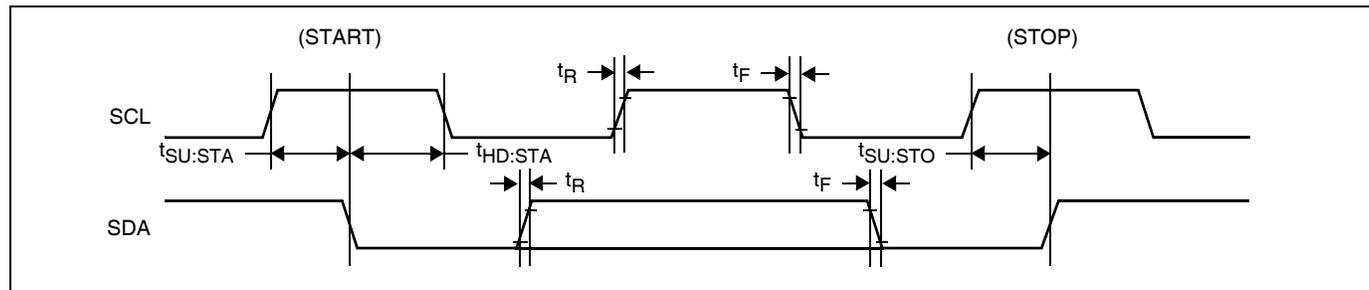 (START)
(STOP)
tR
tF
SCL
tSU:STA
tHD:STA
tSU:STO
tR
tF
SDA